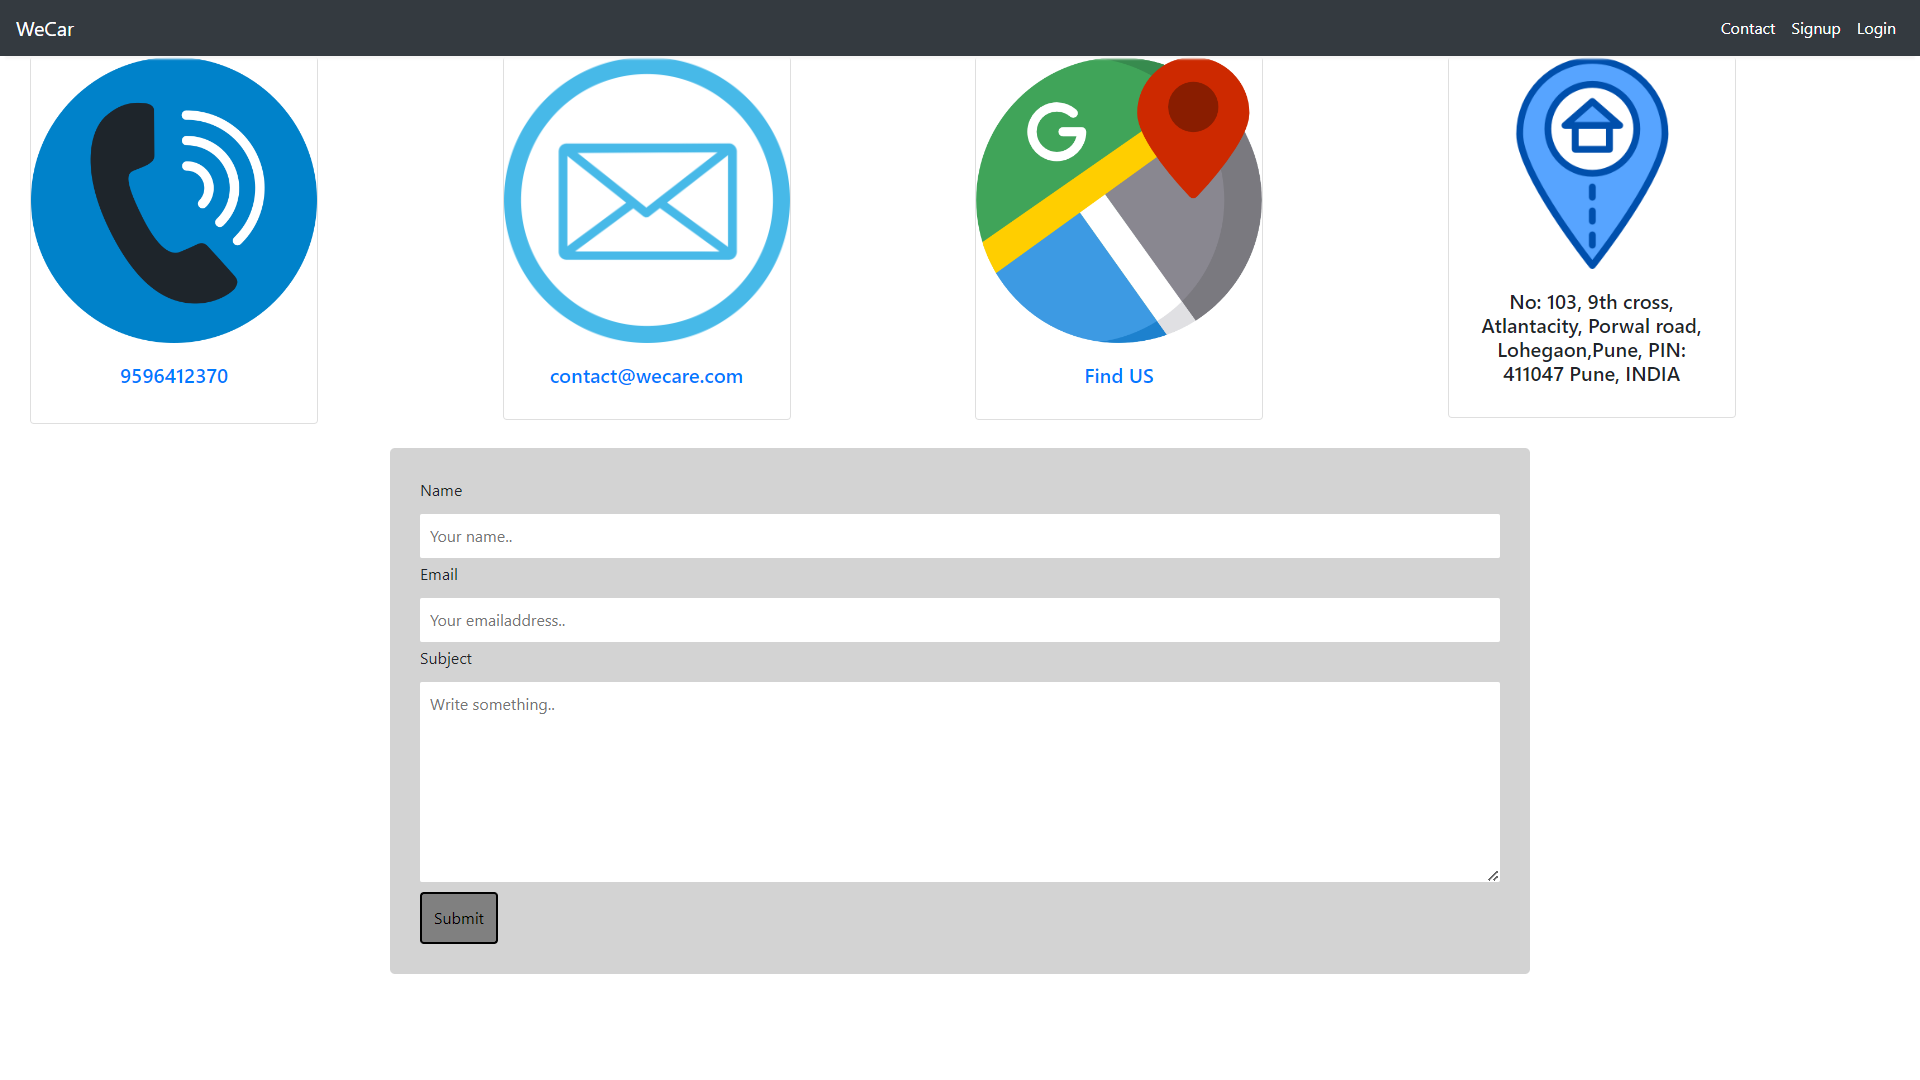 WeCar
Contact Signup Login
G
9596412370
contact@wecare.com
Find US
No: 103, 9th cross,
Atlantacity, Porwal road,
Lohegaon,Pune, PIN:
411047 Pune, INDIA
Name
Your name..
Email
Your emailaddress..
Subject
Write something..
Submit